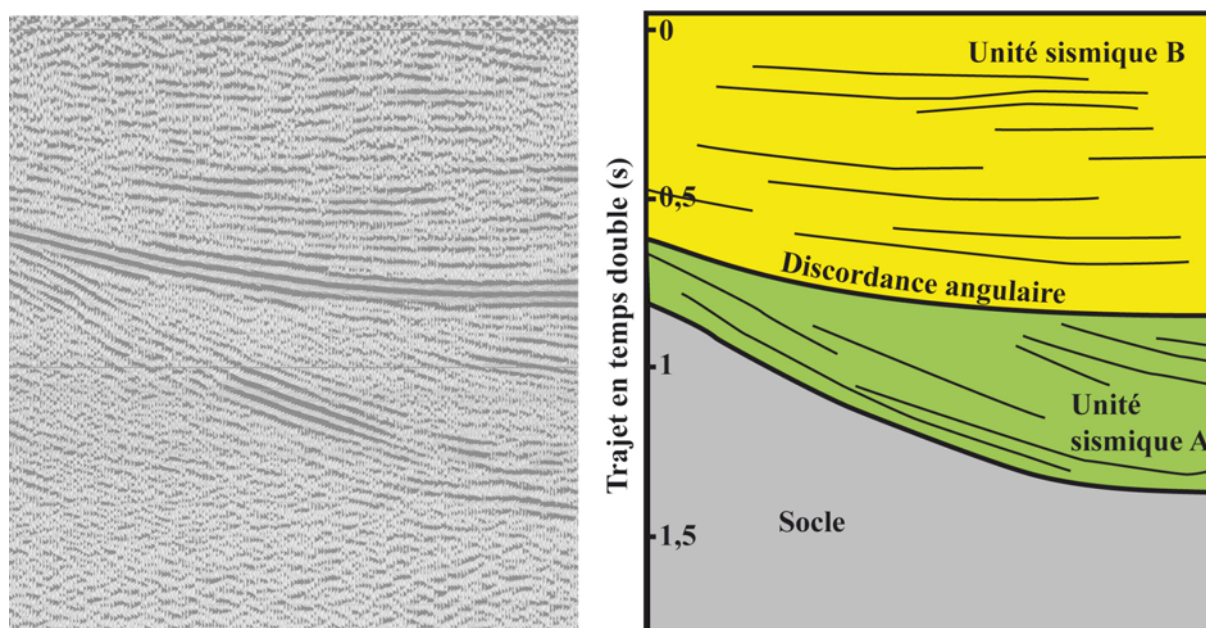 0
Unité sismique B
Trajet en temps double (s)
0,5
Discordance angulaire
1
Unité
sismique A
Socle
1,5